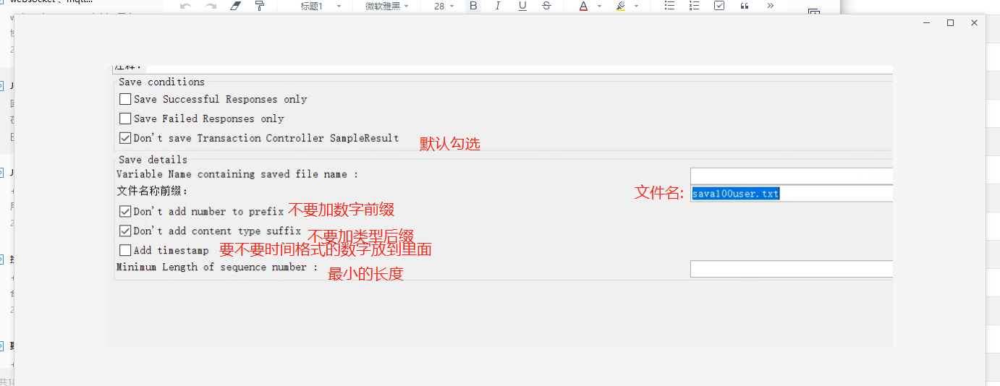 标题1 微软雅黑 28 B I U S A
注释:
Save conditions
Save Successful Responses only
Save Failed Responses only
Don't save Transaction Controller SampleResult
默认勾选
Save details
Variable Name containing saved file name :
文件名称前缀: 文件名: sava100user.txt
Don't add number to prefix 不要加数字前缀
Don't add content type suffix 不要加类型后缀
Add timestamp 要不要时间格式的数字放到里面
Minimum Length of sequence number : 最小的长度